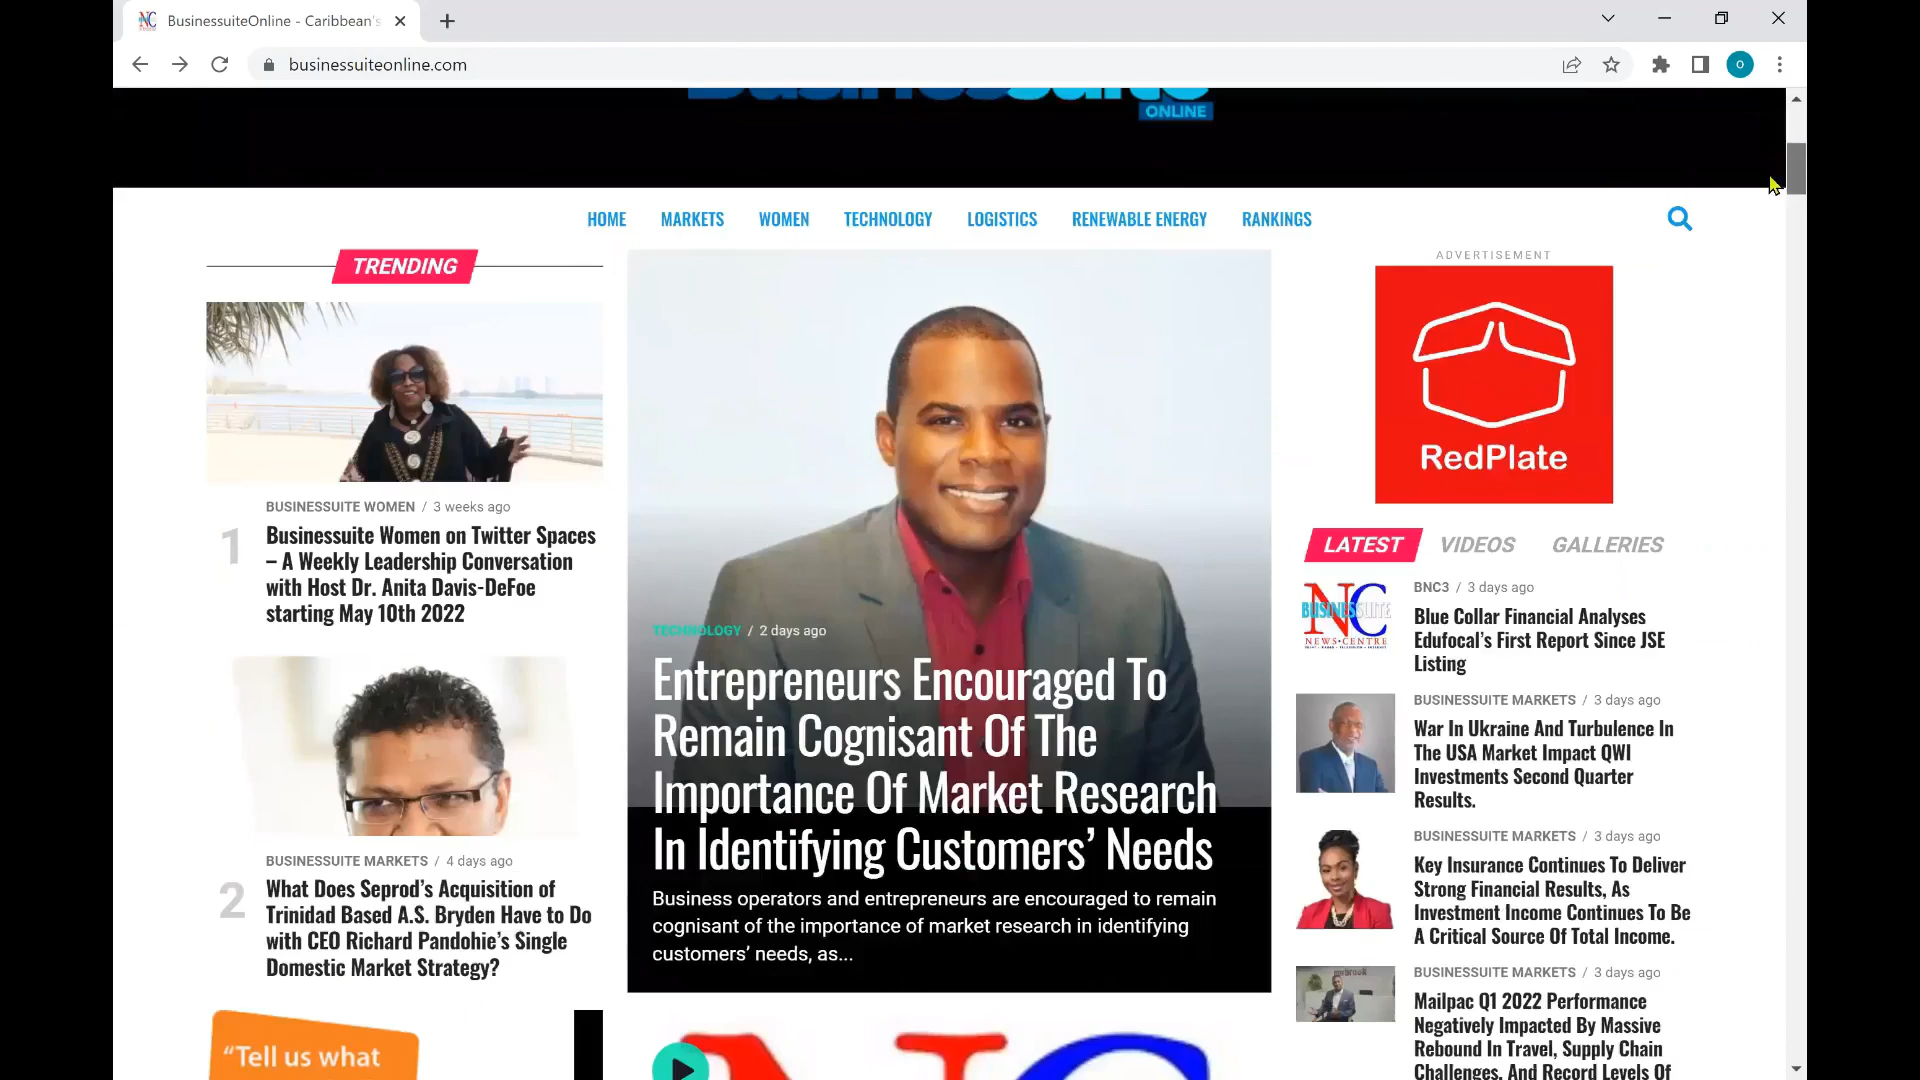 BusinessuiteOnline - Caribbean's
businessuiteonline.com
O
ONLINE
HOME
MARKETS
WOMEN
TECHNOLOGY
LOGISTICS
RENEWABLE ENERGY
RANKINGS
TRENDING
BUSINESSUITE WOMEN / 3 weeks ago
1
Businessuite Women on Twitter Spaces
– A Weekly Leadership Conversation
with Host Dr. Anita Davis-DeFoe
starting May 10th 2022
BUSINESSUITE MARKETS / 4 days ago
2
What Does Seprod's Acquisition of
Trinidad Based A.S. Bryden Have to Do
with CEO Richard Pandohie's Single
Domestic Market Strategy?
"Tell us what
TECHNOLOGY / 2 days ago
Entrepreneurs Encouraged To
Remain Cognisant Of The
Importance Of Market Research
In Identifying Customers' Needs
Business operators and entrepreneurs are encouraged to remain
cognisant of the importance of market research in identifying
customers' needs, as...
NC
ADVERTISEMENT
RedPlate
LATEST
VIDEOS
GALLERIES
NC
BUSINESSUITE
NEWS•CENTRE
BNC3 / 3 days ago
Blue Collar Financial Analyses
Edufocal's First Report Since JSE
Listing
BUSINESSUITE MARKETS / 3 days ago
War In Ukraine And Turbulence In
The USA Market Impact QWI
Investments Second Quarter
Results.
BUSINESSUITE MARKETS / 3 days ago
Key Insurance Continues To Deliver
Strong Financial Results, As
Investment Income Continues To Be
A Critical Source Of Total Income.
BUSINESSUITE MARKETS / 3 days ago
Mailpac Q1 2022 Performance
Negatively Impacted By Massive
Rebound In Travel, Supply Chain
Challenges, And Record Levels Of